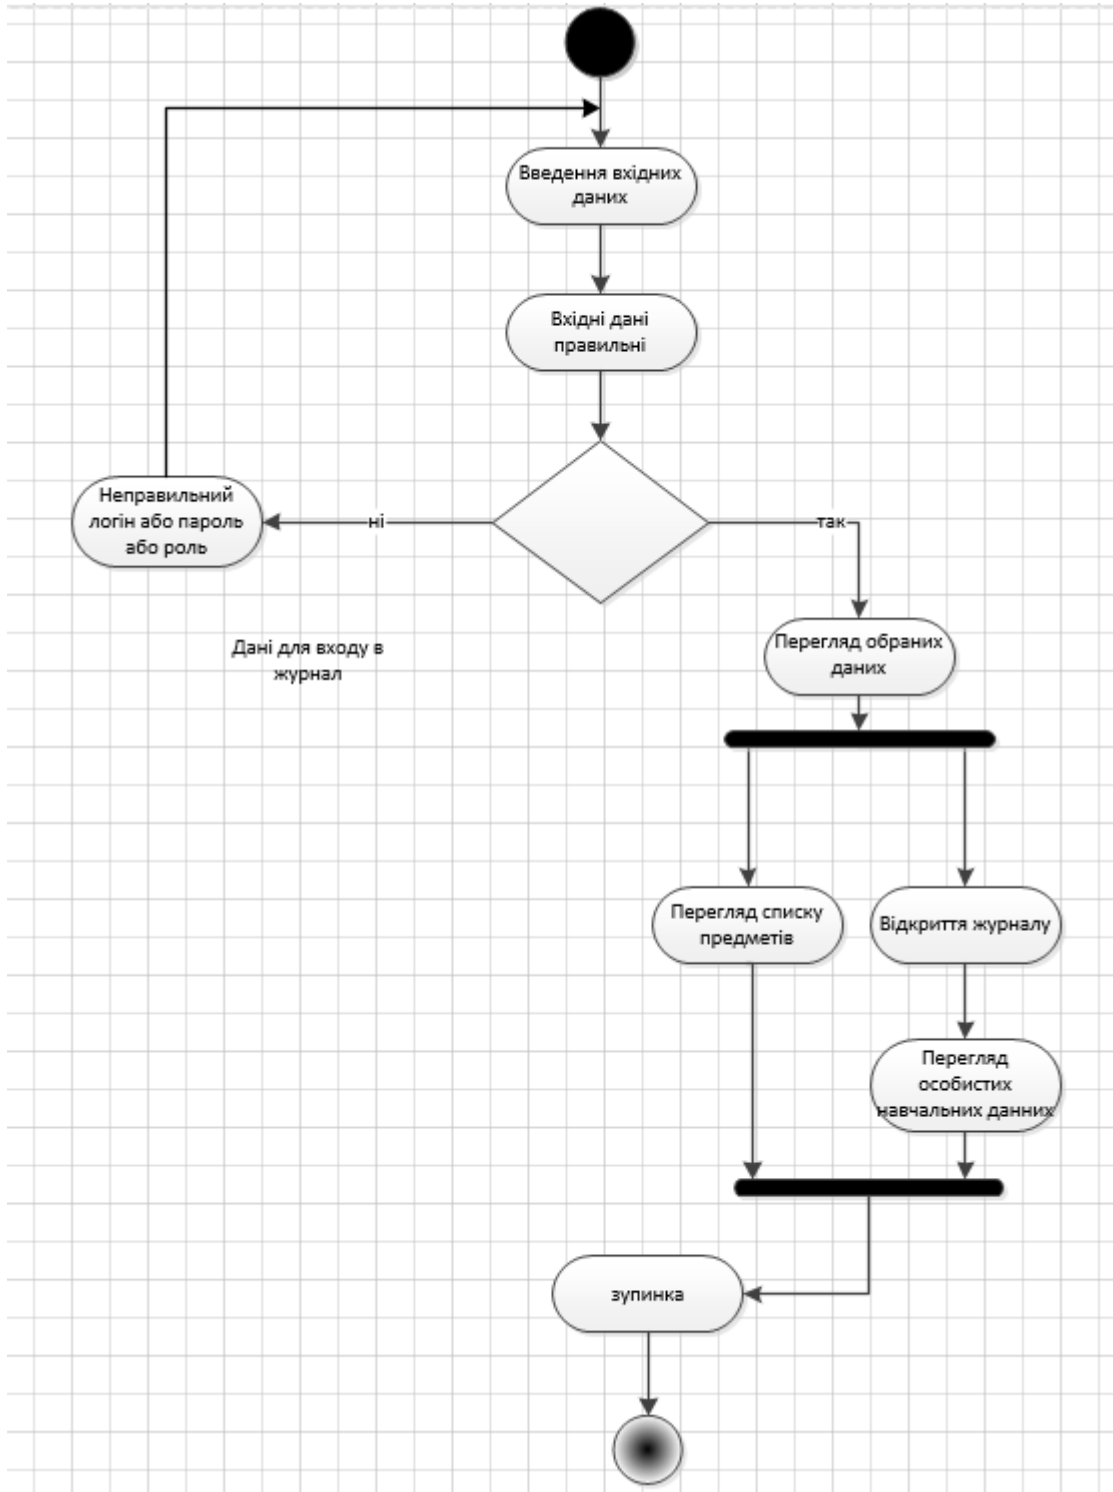 Введення вхідних
даних
Вхідні дані
правильні
Неправильний
логін або пароль
або роль
ні
так
Дані для входу в
журнал
Перегляд обраних
даних
Перегляд списку
предметів
Відкриття журналу
Перегляд
особистих
навчальних данних
зупинка